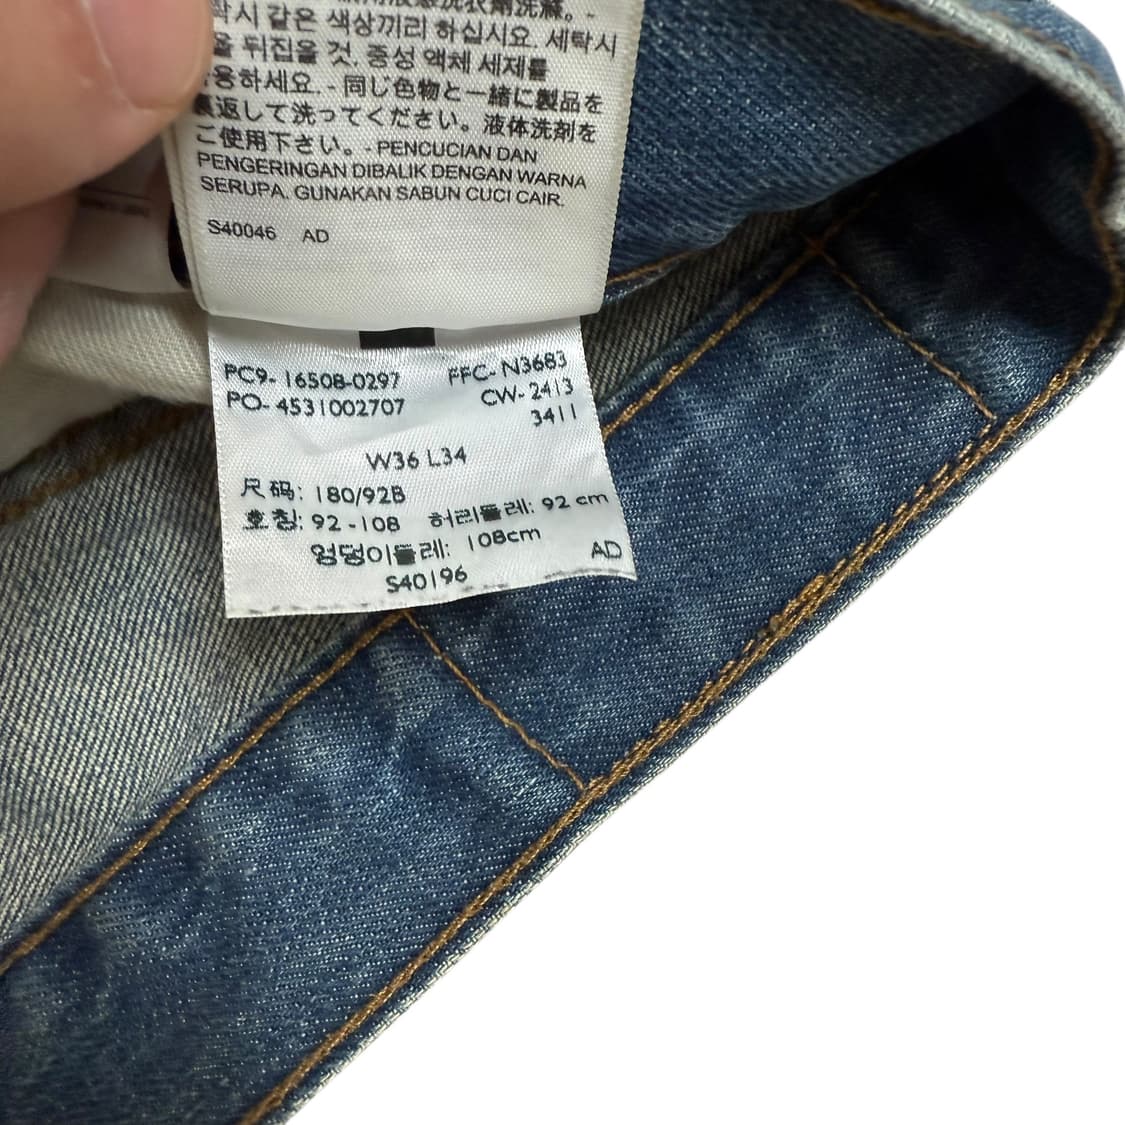 시 같은 색상끼리 하십시요. 세탁시
뒤집을 것. 중성 액체 세제를
용하세요. - 同じ色物と一緒に製品を
裏返して洗ってください。液体洗剤を
ご使用下さい。- PENCUCIAN DAN
PENGERINGAN DIBALIK DENGAN WARNA
SERUPA. GUNAKAN SABUN CUCI CAIR.
S40046 AD
PC9- 16508-0297 FFC- N3683
PO- 4531002707 CW- 2413
3411
W36 L34
尺码: 180/92B
호칭: 92 -108 허리둘레: 92 cm
엉덩이둘레: 108cm
S40196 AD